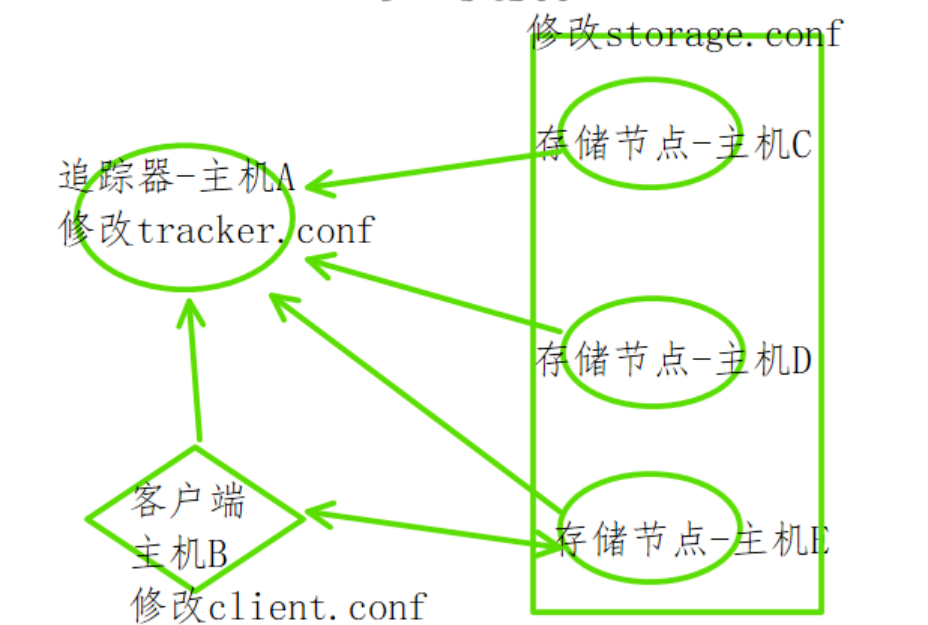 修改storage.conf
存储节点-主机C
追踪器-主机A
修改tracker.conf
存储节点-主机D
客户端
主机B
存储节点-主机E
修改client.conf